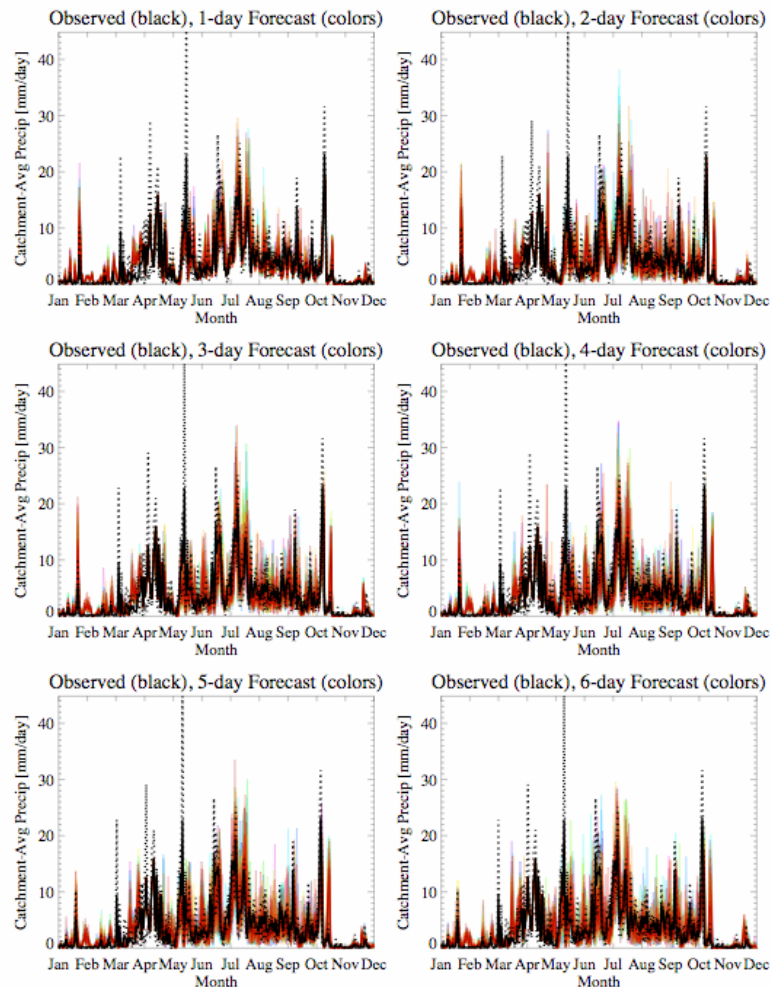 Observed (black), 1-day Forecast (colors)
Catchment-Avg Precip [mm/day]
40
30
20
10
0
Jan Feb Mar Apr May Jun Jul Aug Sep Oct Nov Dec
Month
Observed (black), 2-day Forecast (colors)
Catchment-Avg Precip [mm/day]
40
30
20
10
0
Jan Feb Mar Apr May Jun Jul Aug Sep Oct Nov Dec
Month
Observed (black), 3-day Forecast (colors)
Catchment-Avg Precip [mm/day]
40
30
20
10
0
Jan Feb Mar Apr May Jun Jul Aug Sep Oct Nov Dec
Month
Observed (black), 4-day Forecast (colors)
Catchment-Avg Precip [mm/day]
40
30
20
10
0
Jan Feb Mar Apr May Jun Jul Aug Sep Oct Nov Dec
Month
Observed (black), 5-day Forecast (colors)
Catchment-Avg Precip [mm/day]
40
30
20
10
0
Jan Feb Mar Apr May Jun Jul Aug Sep Oct Nov Dec
Month
Observed (black), 6-day Forecast (colors)
Catchment-Avg Precip [mm/day]
40
30
20
10
0
Jan Feb Mar Apr May Jun Jul Aug Sep Oct Nov Dec
Month